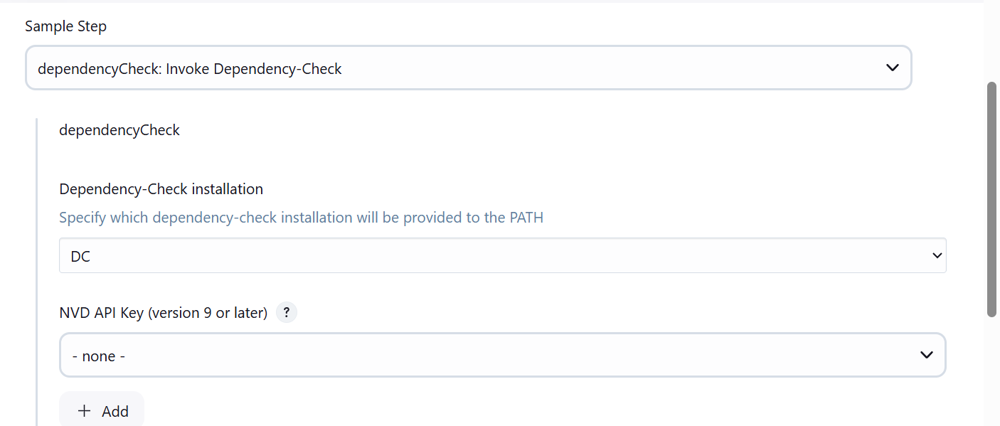 Sample Step
dependencyCheck: Invoke Dependency-Check
dependencyCheck
Dependency-Check installation
Specify which dependency-check installation will be provided to the PATH
DC
NVD API Key (version 9 or later) ?
- none -
+ Add